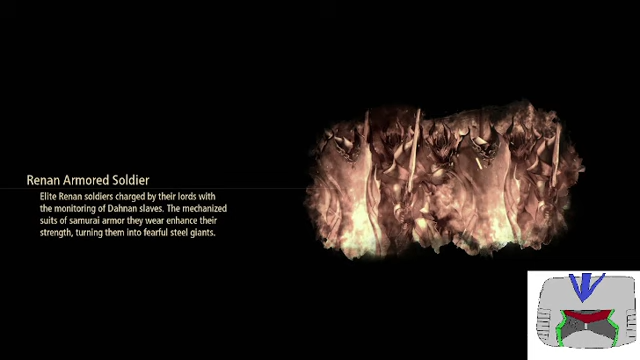 Renan Armored Soldier
Elite Renan soldiers charged by their lords with
the monitoring of Dahnan slaves. The mechanized
suits of samurai armor they wear enhance their
strength, turning them into fearful steel giants.